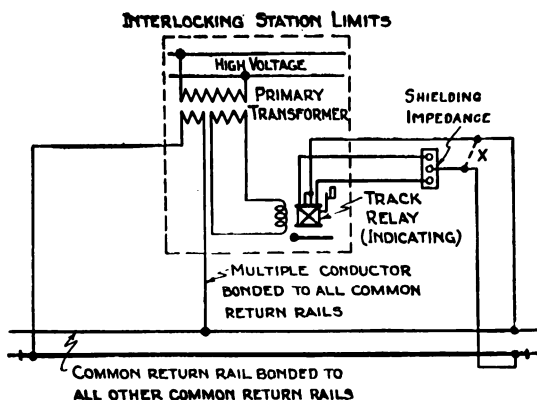 INTERLOCKING STATION LIMITS
HIGH VOLTAGE
PRIMARY
TRANSFORMER
SHIELDING
IMPEDANCE
X
TRACK
RELAY
(INDICATING)
MULTIPLE CONDUCTOR
BONDED TO ALL COMMON
RETURN RAILS
COMMON RETURN RAIL BONDED TO
ALL OTHER COMMON RETURN RAILS